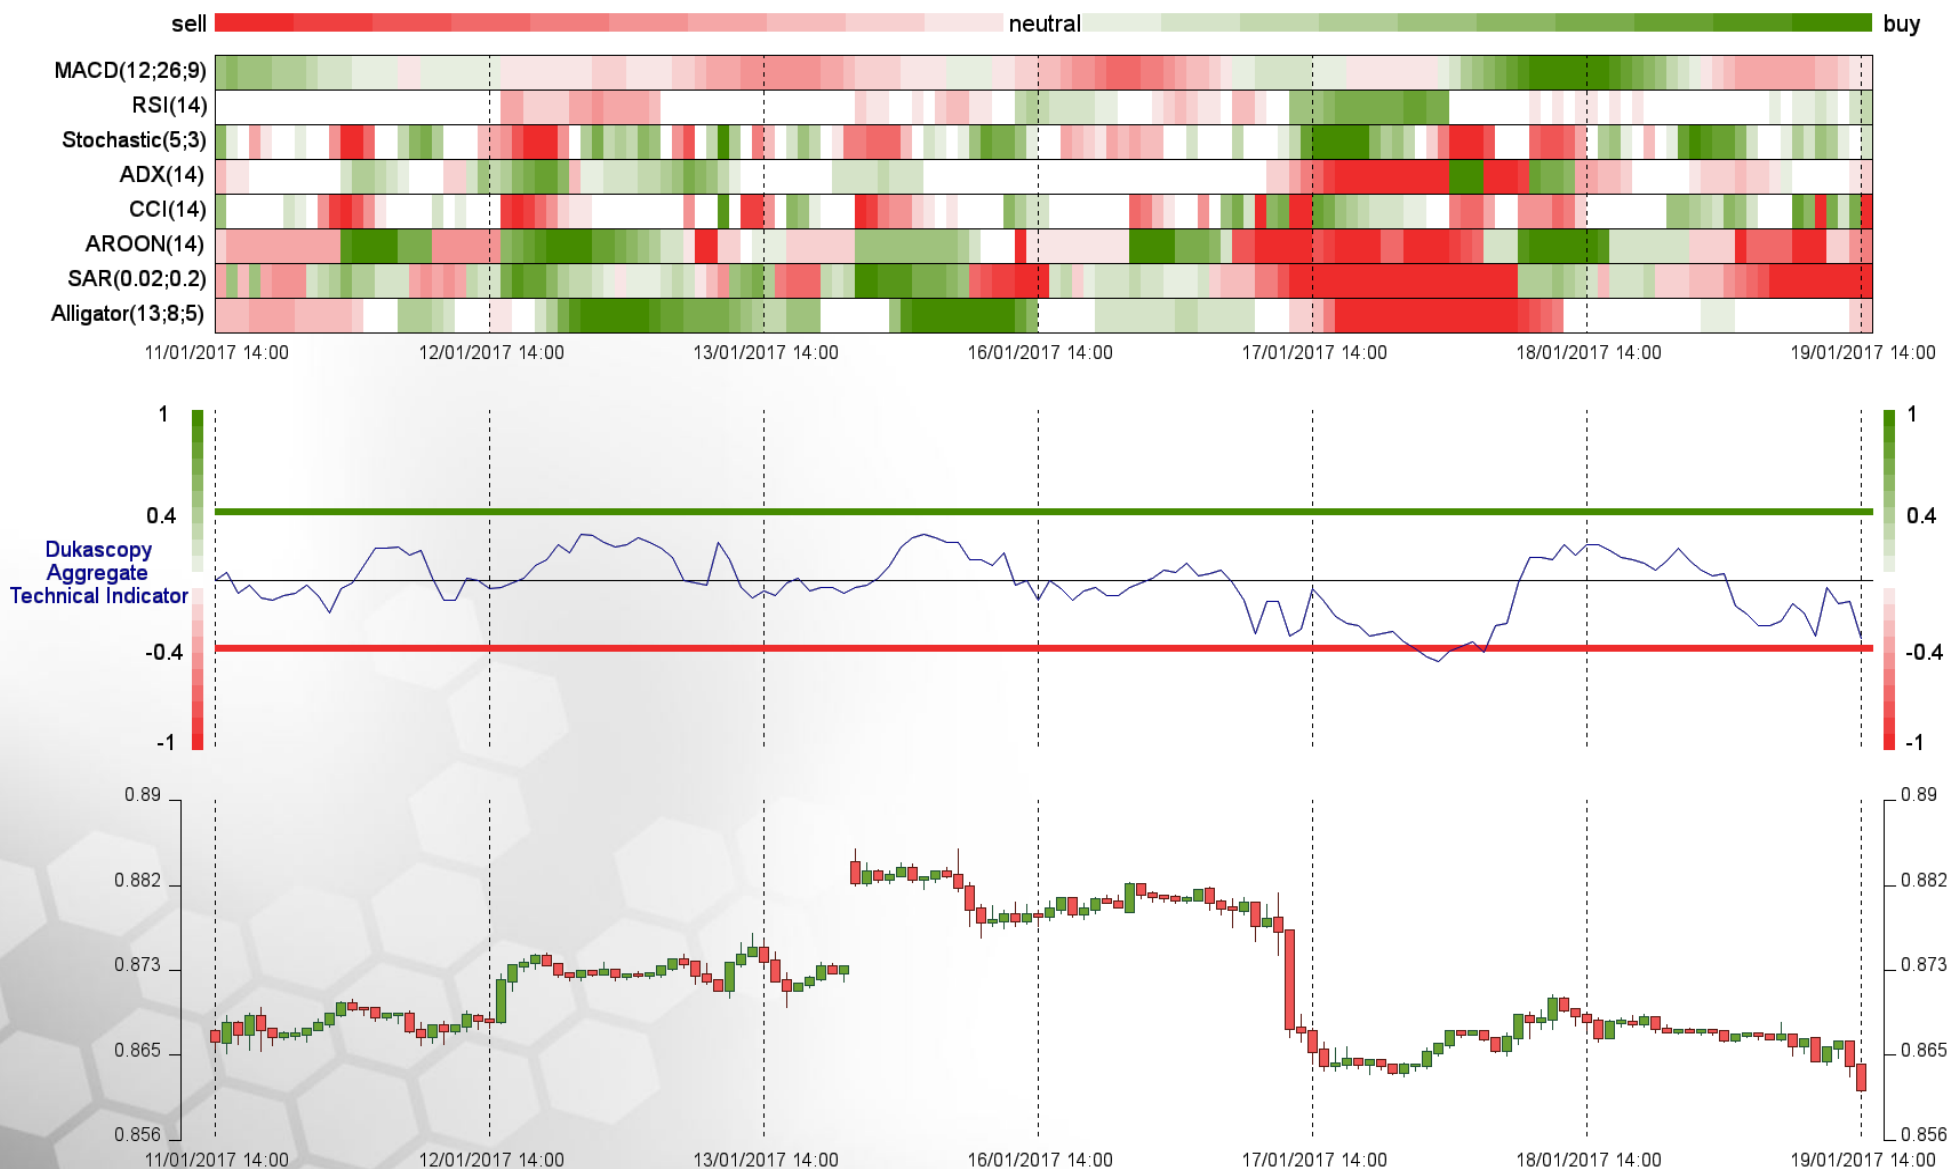 sell neutral buy
MACD(12;26;9)
RSI(14)
Stochastic(5;3)
ADX(14)
CCI(14)
AROON(14)
SAR(0.02;0.2)
Alligator(13;8;5)
11/01/2017 14:00 12/01/2017 14:00 13/01/2017 14:00 16/01/2017 14:00 17/01/2017 14:00 18/01/2017 14:00 19/01/2017 14:00
1 1
0.4 0.4
Dukascopy
Aggregate
Technical Indicator
-0.4 -0.4
-1 -1
0.89 0.89
0.882 0.882
0.873 0.873
0.865 0.865
0.856 0.856
11/01/2017 14:00 12/01/2017 14:00 13/01/2017 14:00 16/01/2017 14:00 17/01/2017 14:00 18/01/2017 14:00 19/01/2017 14:00